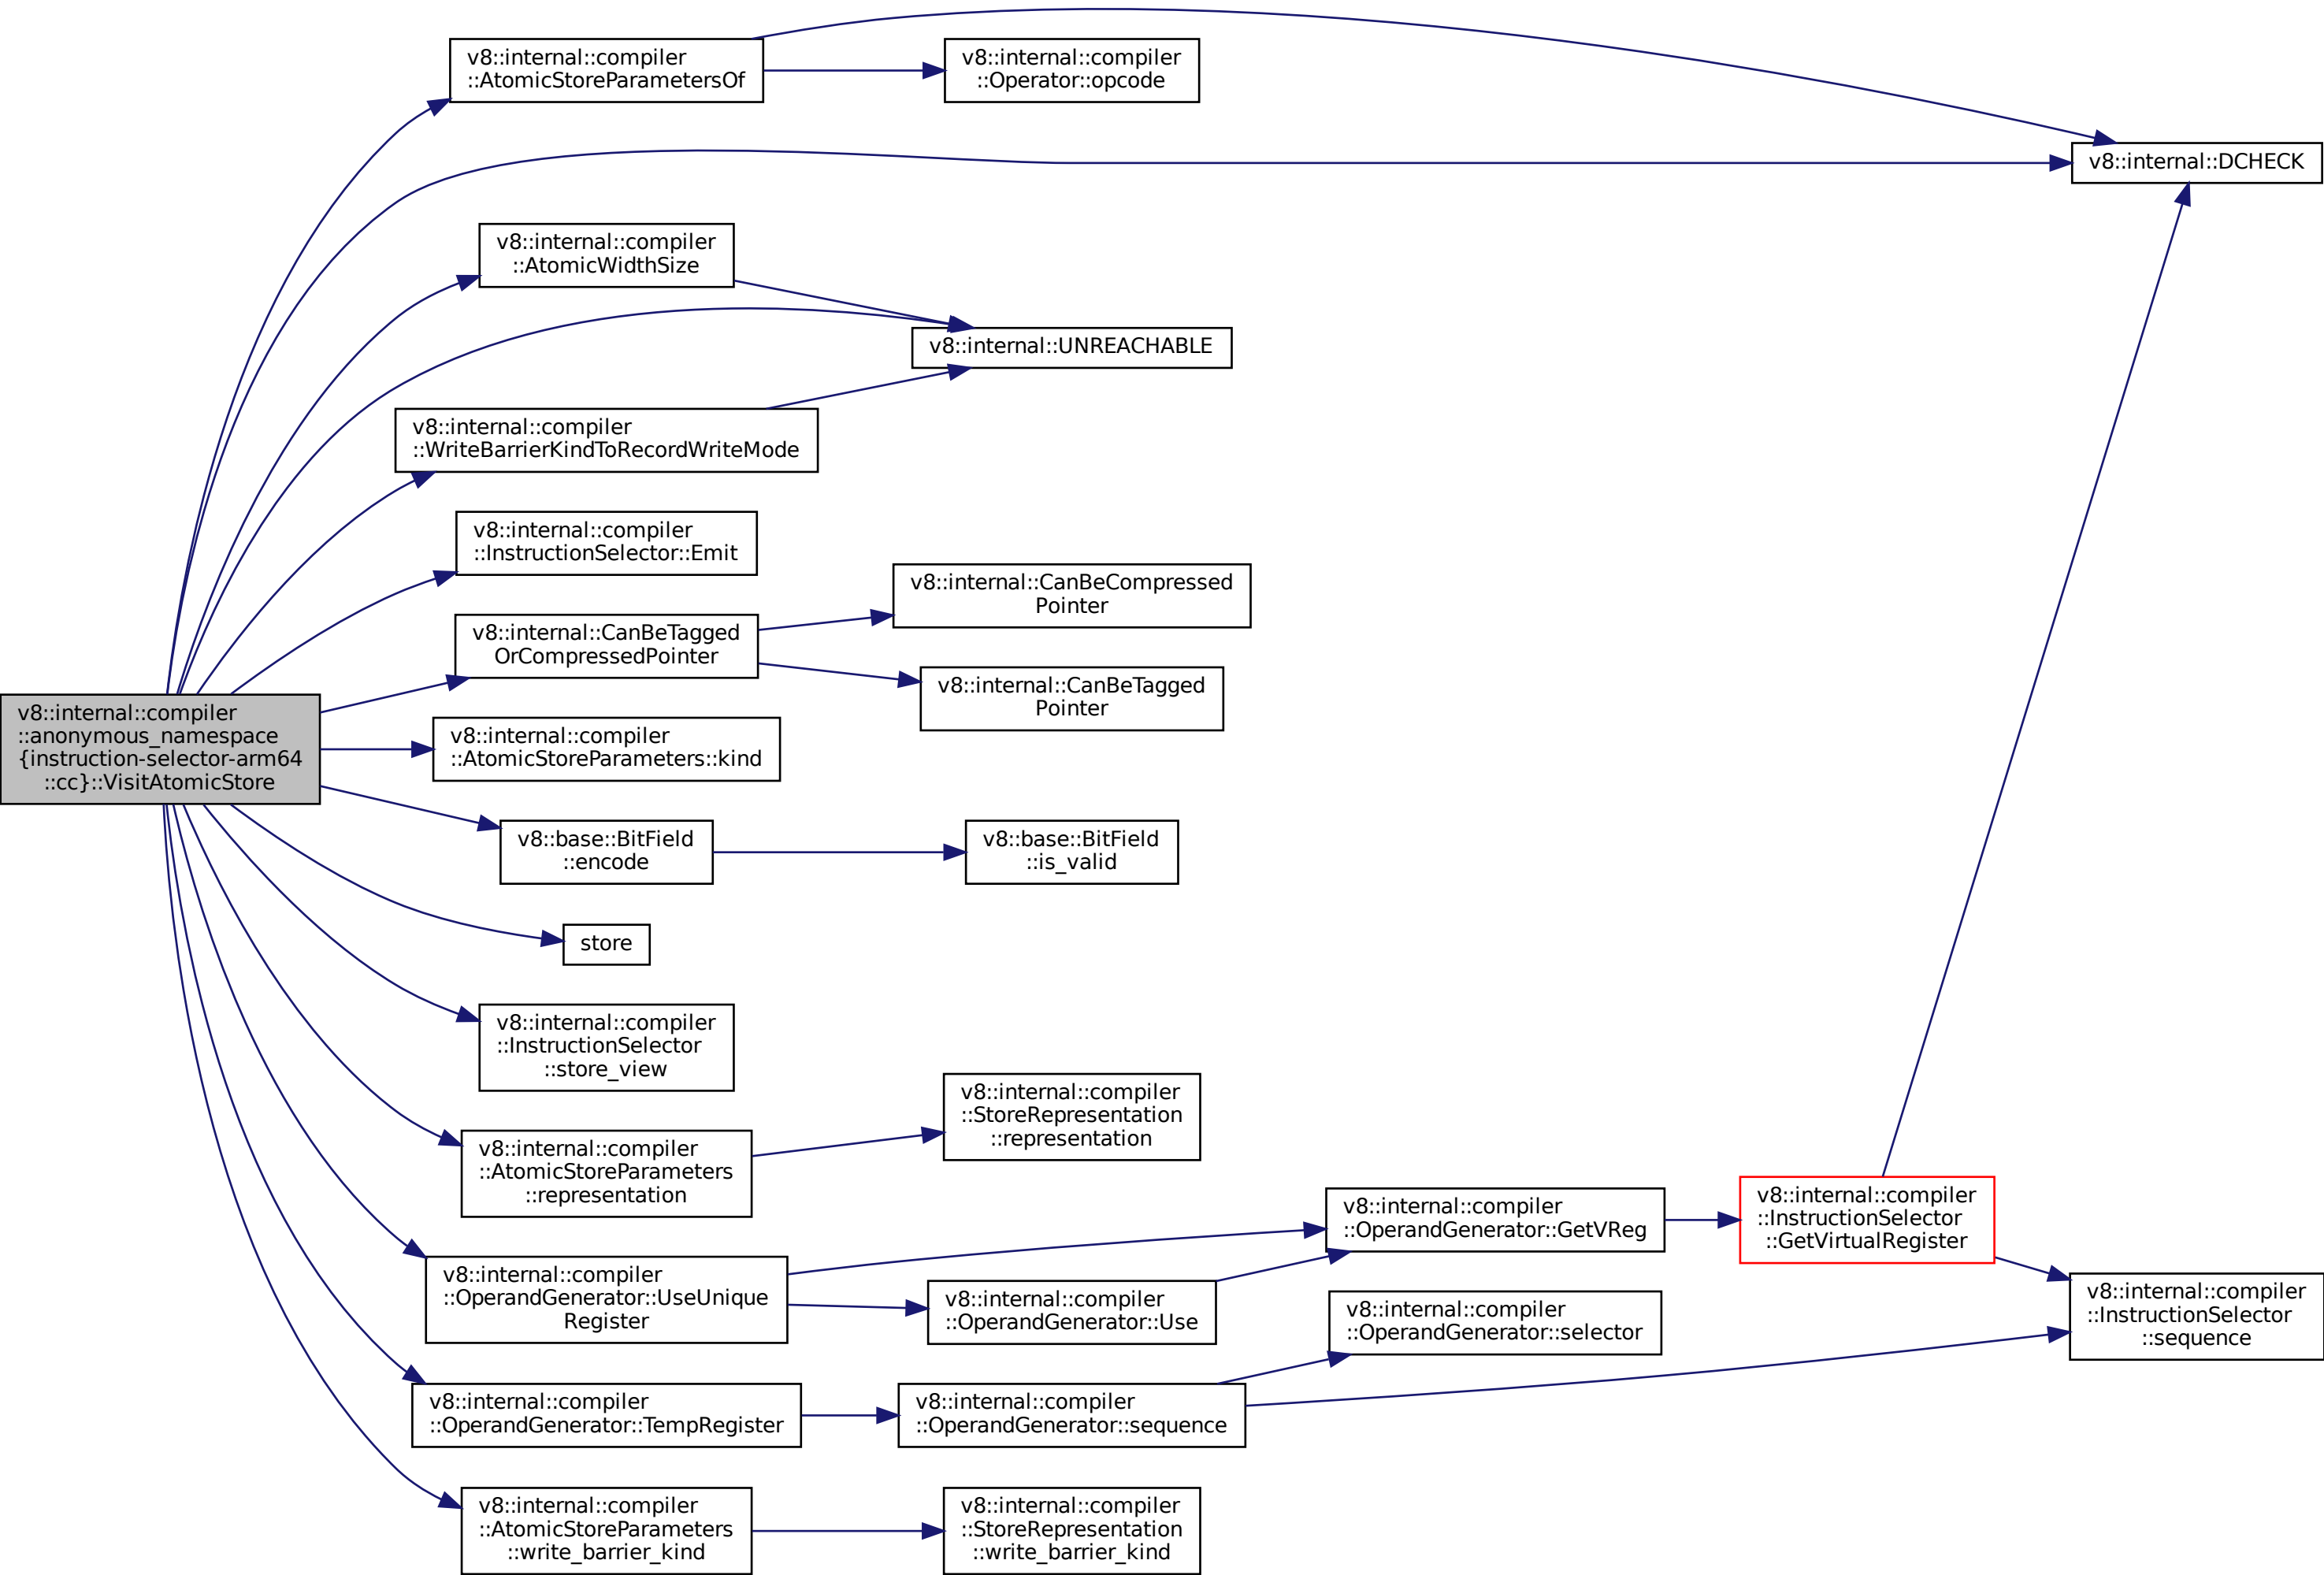 v8::internal::compiler
::AtomicStoreParametersOf
v8::internal::compiler
::Operator::opcode
v8::internal::DCHECK
v8::internal::compiler
::AtomicWidthSize
v8::internal::UNREACHABLE
v8::internal::compiler
::WriteBarrierKindToRecordWriteMode
v8::internal::compiler
::InstructionSelector::Emit
v8::internal::CanBeCompressed
Pointer
v8::internal::CanBeTagged
OrCompressedPointer
v8::internal::CanBeTagged
Pointer
v8::internal::compiler
::anonymous_namespace
{instruction-selector-arm64
::cc}::VisitAtomicStore
v8::internal::compiler
::AtomicStoreParameters::kind
v8::base::BitField
::encode
v8::base::BitField
::is_valid
store
v8::internal::compiler
::InstructionSelector
::store_view
v8::internal::compiler
::StoreRepresentation
::representation
v8::internal::compiler
::AtomicStoreParameters
::representation
v8::internal::compiler
::OperandGenerator::GetVReg
v8::internal::compiler
::InstructionSelector
::GetVirtualRegister
v8::internal::compiler
::OperandGenerator::UseUnique
Register
v8::internal::compiler
::OperandGenerator::Use
v8::internal::compiler
::OperandGenerator::selector
v8::internal::compiler
::InstructionSelector
::sequence
v8::internal::compiler
::OperandGenerator::TempRegister
v8::internal::compiler
::OperandGenerator::sequence
v8::internal::compiler
::AtomicStoreParameters
::write_barrier_kind
v8::internal::compiler
::StoreRepresentation
::write_barrier_kind